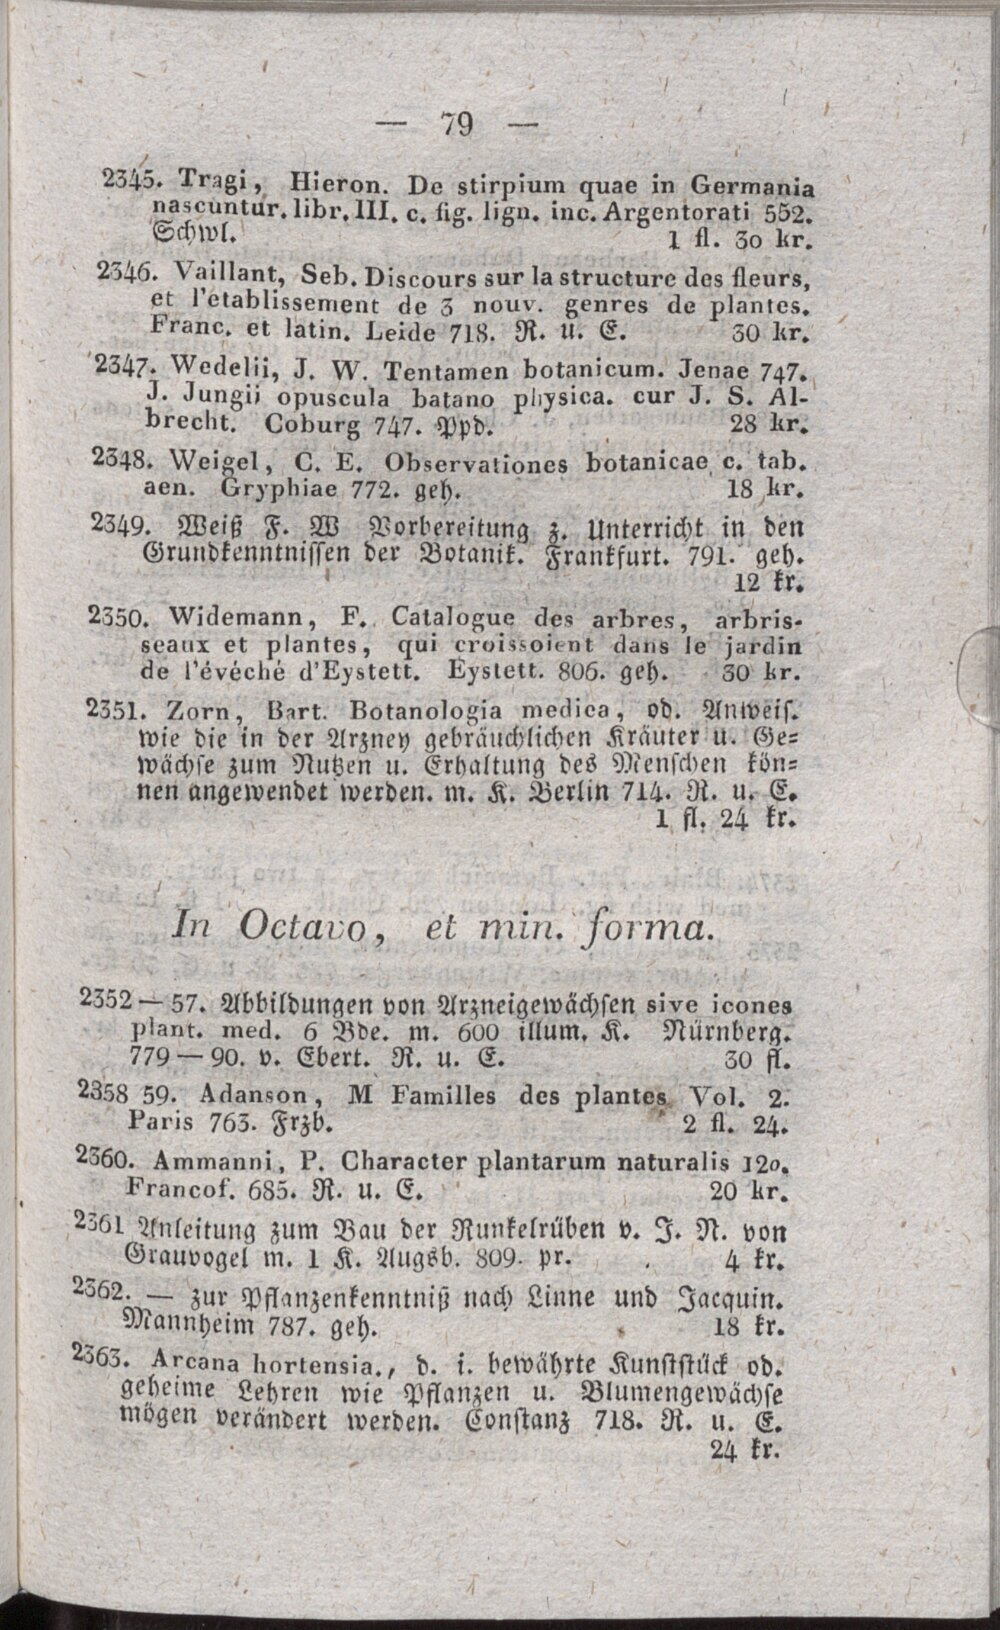 — 79 —
2345. Tragi, Hieron. De stirpium quae in Germania
nascuntur. libr. III. c. fig. lign. inc. Argentorati 552.
Schwl. 1 fl. 30 kr.
2346. Vaillant, Seb. Discours sur la structure des fleurs,
et l'etablissement de 3 nouv. genres de plantes.
Franc. et latin. Leide 718. R. u. E. 30 kr.
2347. Wedelii, J. W. Tentamen botanicum. Jenae 747.
J. Jungii opuscula batano physica. cur J. S. Al-
brecht. Coburg 747. Ppd. 28 kr.
2348. Weigel, C. E. Observationes botanicae c. tab.
aen. Gryphiae 772. geh. 18 kr.
2349. Weiß F. W Vorbereitung z. Unterricht in den
Grundkenntnissen der Botanik. Frankfurt. 791. geh.
12 kr.
2350. Widemann, F. Catalogue des arbres, arbris-
seaux et plantes, qui croissoient dans le jardin
de l'évéché d'Eystett. Eystett. 806. geh. 30 kr.
2351. Zorn, Bart. Botanologia medica, od. Anweis.
wie die in der Arzney gebräuchlichen Kräuter u. Ge-
wächse zum Nutzen u. Erhaltung des Menschen kön-
nen angewendet werden. m. K. Berlin 714. R. u. E.
1 fl. 24 kr.
In Octavo, et min. forma.
2352 — 57. Abbildungen von Arzneigewächsen sive icones
plant. med. 6 Bde. m. 600 illum. K. Nürnberg.
779 — 90. v. Ebert. R. u. E. 30 fl.
2358 59. Adanson, M Familles des plantes Vol. 2.
Paris 763. Frzb. 2 fl. 24.
2360. Ammanni, P. Character plantarum naturalis 12o.
Francof. 685. R. u. E. 20 kr.
2361 Anleitung zum Bau der Runkelrüben v. J. N. von
Grauvogel m. 1 K. Augsb. 809. pr. 4 kr.
2362. — zur Pflanzenkenntniß nach Linne und Jacquin.
Mannheim 787. geh. 18 kr.
2363. Arcana hortensia., d. i. bewährte Kunststück od.
geheime Lehren wie Pflanzen u. Blumengewächse
mögen verändert werden. Constanz 718. R. u. E.
24 kr.